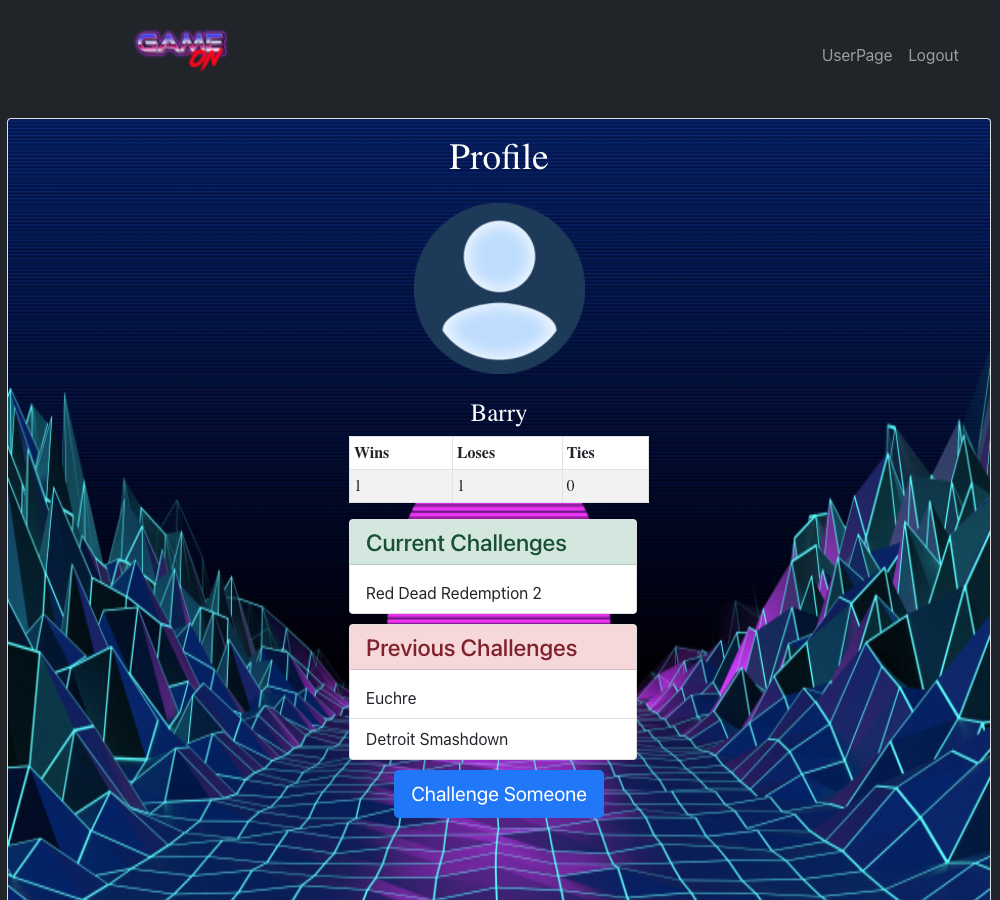 GAME
ON
UserPage Logout
Profile
Barry
Wins Loses Ties
1 1 0
Current Challenges
Red Dead Redemption 2
Previous Challenges
Euchre
Detroit Smashdown
Challenge Someone